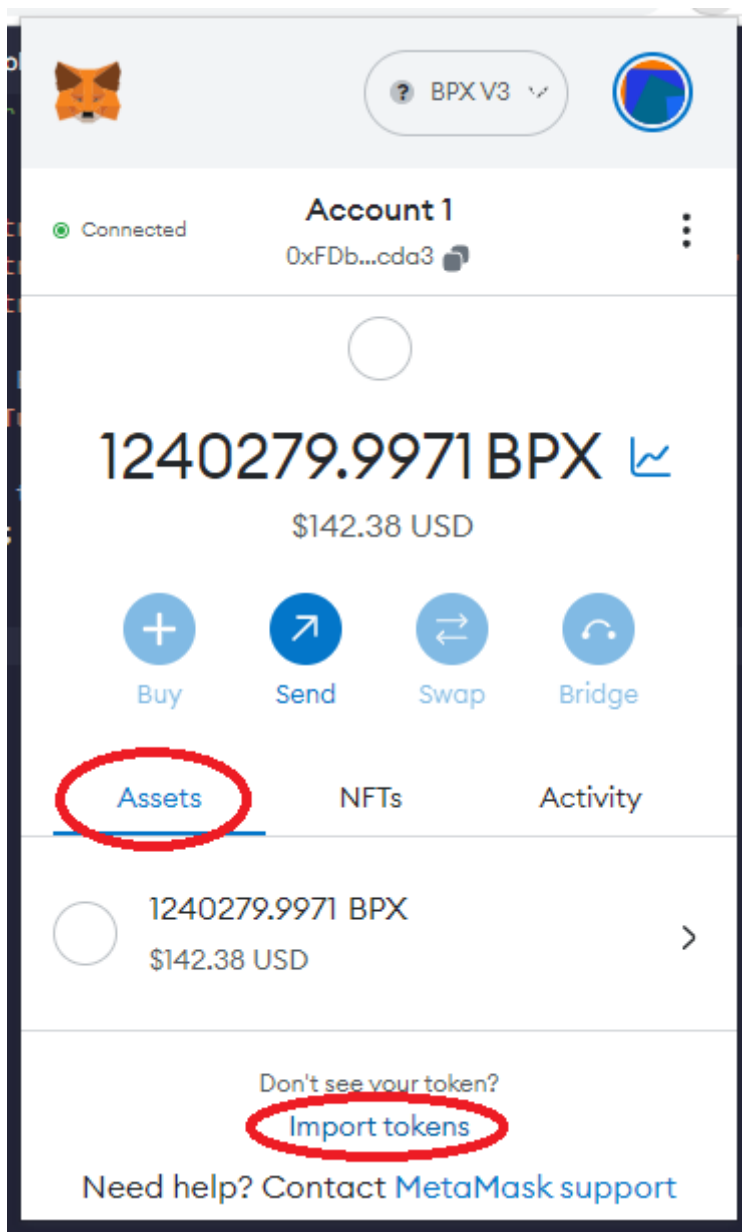 ? BPX V3
Connected
Account 1
0xFDb...cda3
1240279.9971 BPX
$142.38 USD
Buy Send Swap Bridge
Assets NFTs Activity
1240279.9971 BPX
$142.38 USD
Don't see your token?
Import tokens
Need help? Contact MetaMask support